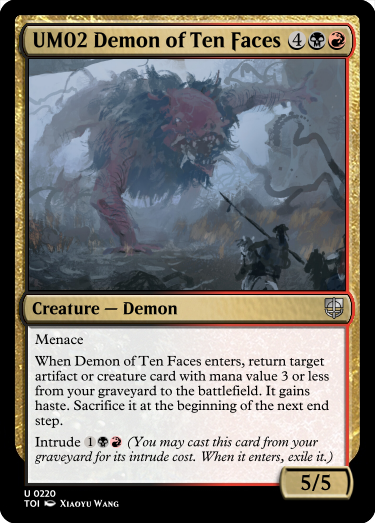 UM02 Demon of Ten Faces 4
Creature — Demon
Menace
When Demon of Ten Faces enters, return target
artifact or creature card with mana value 3 or less
from your graveyard to the battlefield. It gains
haste. Sacrifice it at the beginning of the next end
step.
Intrude 1 (You may cast this card from your
graveyard for its intrude cost. When it enters, exile it.)
5/5
U 0220
TOI Xiaoyu Wang